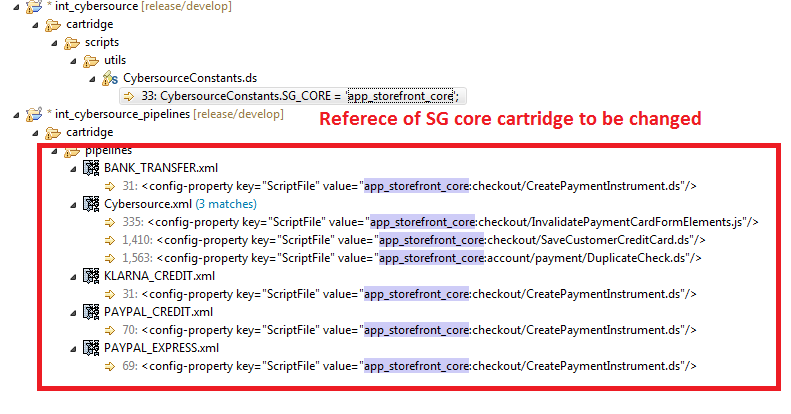 * int_cybersource [release/develop]
cartridge
scripts
utils
CybersourceConstants.ds
33: CybersourceConstants.SG_CORE = 'app_storefront_core';
* int_cybersource_pipelines [release/develop]
Referece of SG core cartridge to be changed
cartridge
pipelines
BANK_TRANSFER.xml
31: <config-property key="ScriptFile" value="app_storefront_core:checkout/CreatePaymentInstrument.ds"/>
Cybersource.xml (3 matches)
335: <config-property key="ScriptFile" value="app_storefront_core:checkout/InvalidatePaymentCardFormElements.js"/>
1,410: <config-property key="ScriptFile" value="app_storefront_core:checkout/SaveCustomerCreditCard.ds"/>
1,563: <config-property key="ScriptFile" value="app_storefront_core:account/payment/DuplicateCheck.ds"/>
KLARNA_CREDIT.xml
31: <config-property key="ScriptFile" value="app_storefront_core:checkout/CreatePaymentInstrument.ds"/>
PAYPAL_CREDIT.xml
70: <config-property key="ScriptFile" value="app_storefront_core:checkout/CreatePaymentInstrument.ds"/>
PAYPAL_EXPRESS.xml
69: <config-property key="ScriptFile" value="app_storefront_core:checkout/CreatePaymentInstrument.ds"/>